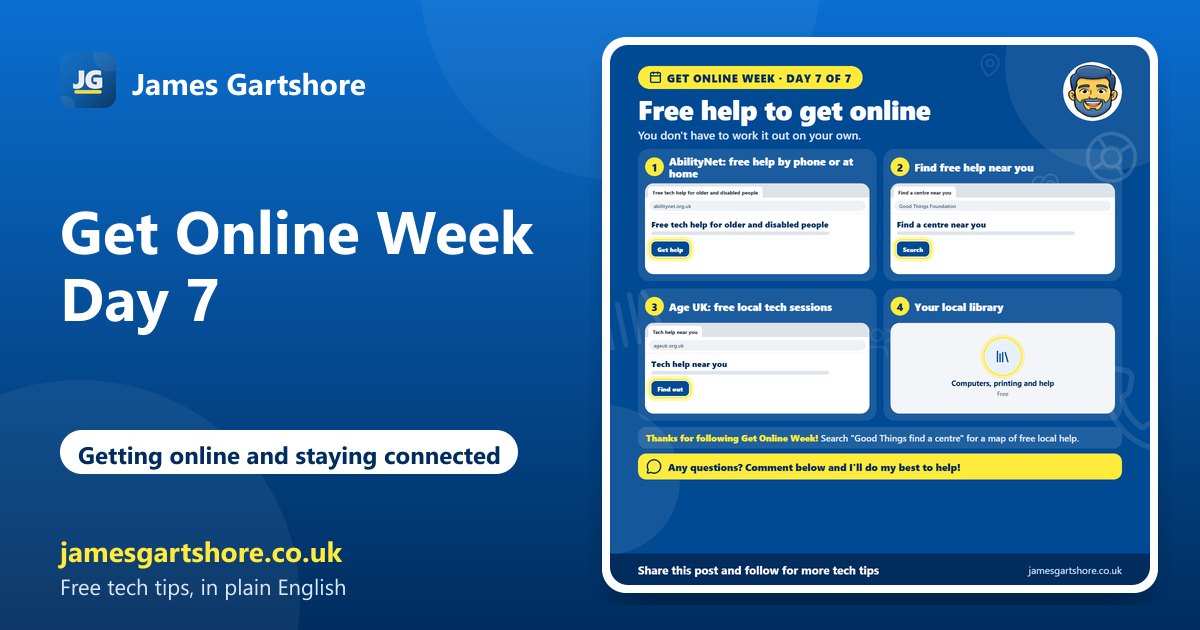 JG
James Gartshore
Get Online Week
Day 7
Getting online and staying connected
jamesgartshore.co.uk
Free tech tips, in plain English
GET ONLINE WEEK · DAY 7 OF 7
Free help to get online
You don't have to work it out on your own.
1
AbilityNet: free help by phone or at
home
Free tech help for older and disabled people
abilitynet.org.uk
Free tech help for older and disabled people
Get help
2
Find free help near you
Find a centre near you
Good Things Foundation
Find a centre near you
Search
3
Age UK: free local tech sessions
Tech help near you
ageuk.org.uk
Tech help near you
Find out
4
Your local library
Computers, printing and help
Free
Thanks for following Get Online Week! Search "Good Things find a centre" for a map of free local help.
Any questions? Comment below and I'll do my best to help!
Share this post and follow for more tech tips
jamesgartshore.co.uk